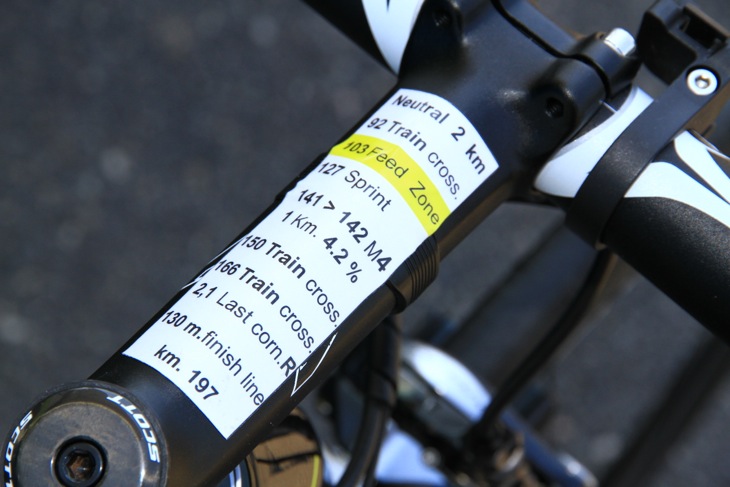 Neutral 2 km
92 Train cross.
103 Feed Zone
127 Sprint
141 > 142 M4
1 Km. 4.2 %
150 Train cross.
166 Train cross.
2,1 Last corn.R
130 m.finish line
km. 197
SCOTT
SCOTT